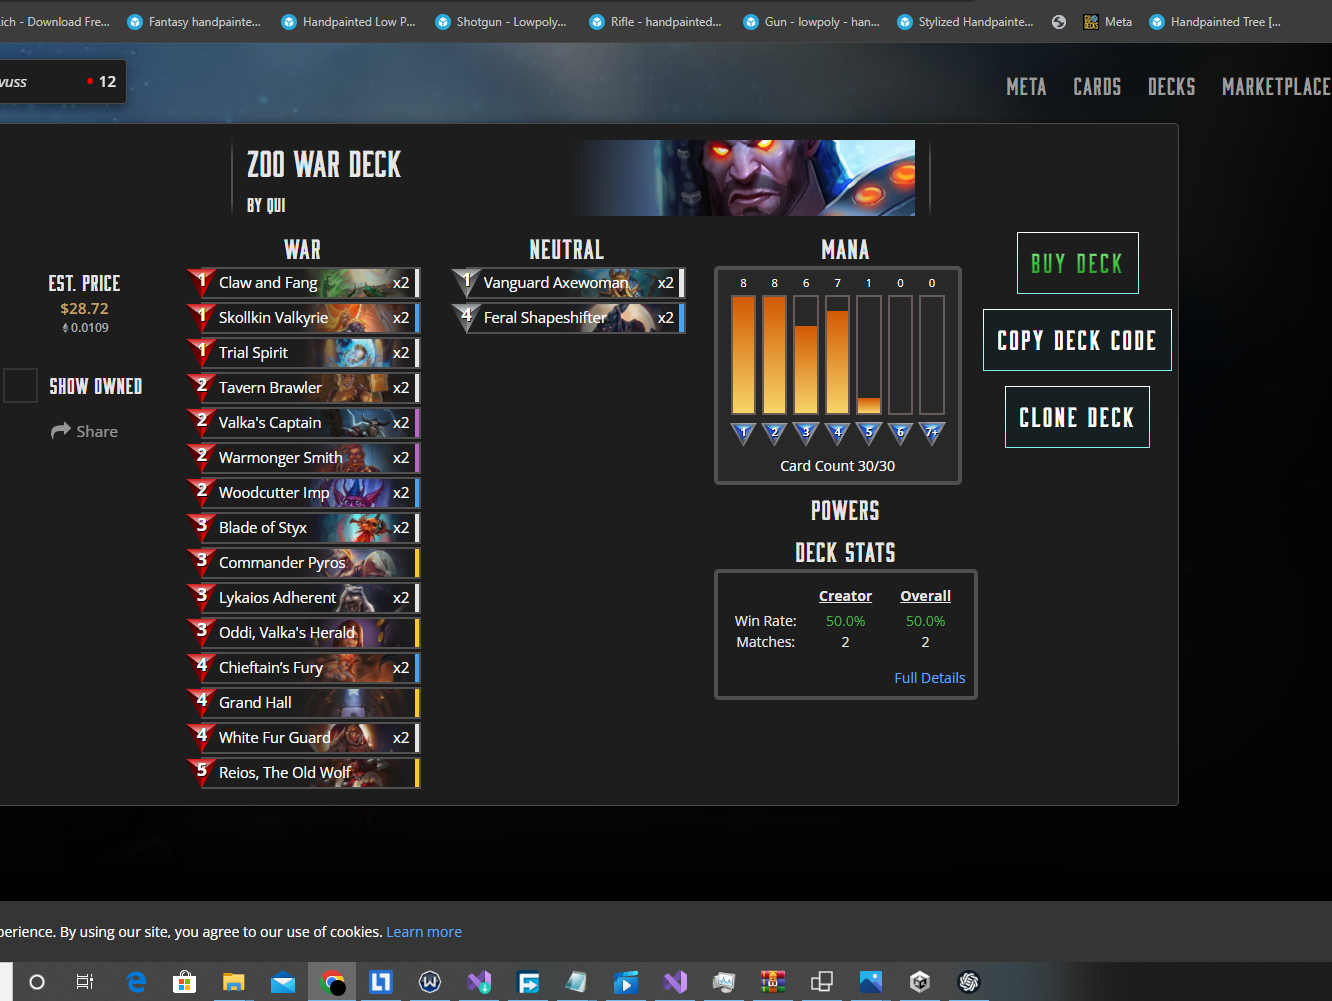 ich - Download Fre...
Fantasy handpainte...
Handpainted Low P...
Shotgun - Lowpoly...
Rifle - handpainted...
Gun - lowpoly - han...
Stylized Handpainte...
Meta
Handpainted Tree [...
vuss
12
META
CARDS
DECKS
MARKETPLACE
ZOO WAR DECK
BY QUI
EST. PRICE
$28.72
0.0109
SHOW OWNED
Share
WAR
1 Claw and Fang x2
1 Skollkin Valkyrie x2
1 Trial Spirit x2
2 Tavern Brawler x2
2 Valka's Captain x2
2 Warmonger Smith x2
2 Woodcutter Imp x2
3 Blade of Styx x2
3 Commander Pyros
3 Lykaios Adherent x2
3 Oddi, Valka's Herald
4 Chieftain's Fury x2
4 Grand Hall
4 White Fur Guard x2
5 Reios, The Old Wolf
NEUTRAL
1 Vanguard Axewoman x2
4 Feral Shapeshifter x2
MANA
8 8 6 7 1 0 0
1 2 3 4 5 6 7+
Card Count 30/30
POWERS
DECK STATS
Creator Overall
Win Rate: 50.0% 50.0%
Matches: 2 2
Full Details
BUY DECK
COPY DECK CODE
CLONE DECK
perience. By using our site, you agree to our use of cookies. Learn more